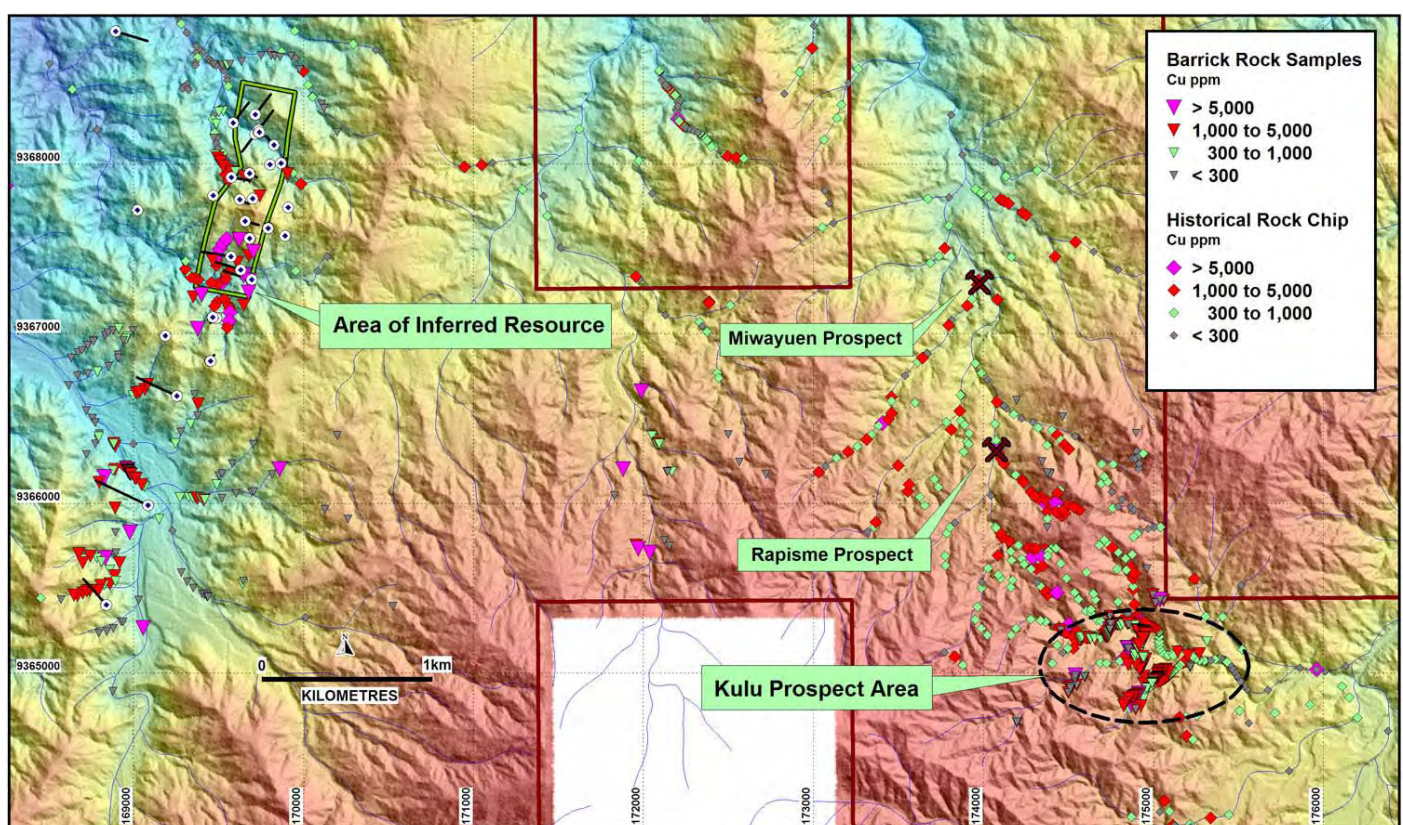 Barrick Rock Samples
Cu ppm
> 5,000
1,000 to 5,000
300 to 1,000
< 300
Historical Rock Chip
Cu ppm
> 5,000
1,000 to 5,000
300 to 1,000
< 300
9368000
9367000
9366000
9365000
Area of Inferred Resource
Miwayuen Prospect
Rapisme Prospect
Kulu Prospect Area
N
0 1km
KILOMETRES
169000
170000
171000
172000
173000
174000
175000
176000